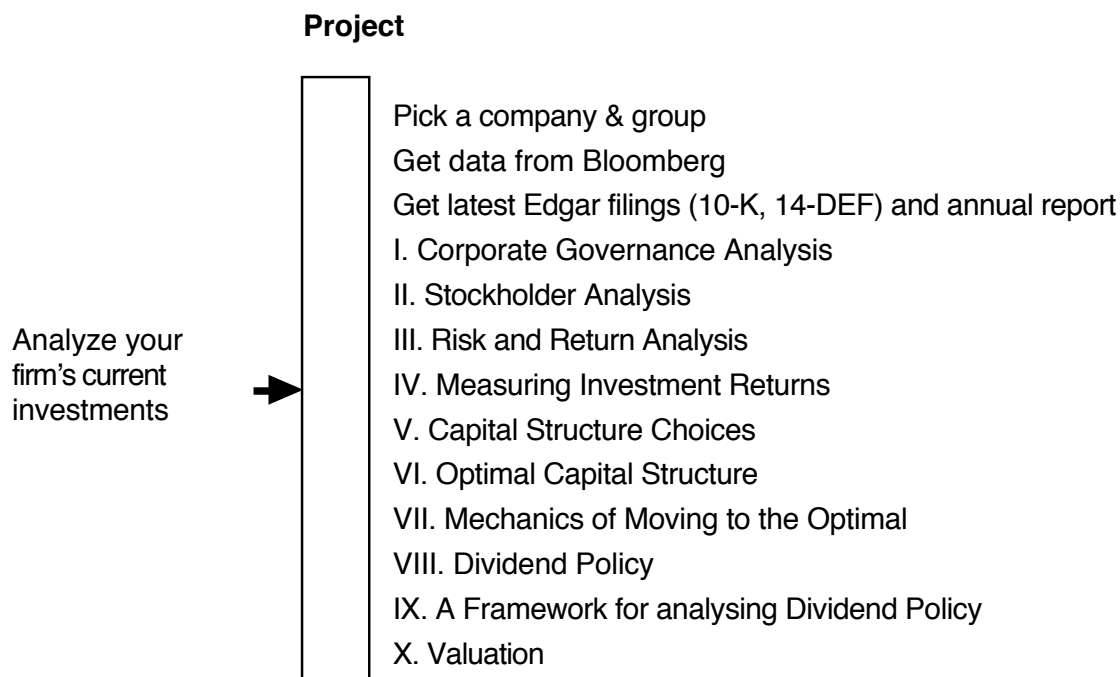 Project
Pick a company & group
Get data from Bloomberg
Get latest Edgar filings (10-K, 14-DEF) and annual report
I. Corporate Governance Analysis
II. Stockholder Analysis
III. Risk and Return Analysis
IV. Measuring Investment Returns
V. Capital Structure Choices
VI. Optimal Capital Structure
VII. Mechanics of Moving to the Optimal
VIII. Dividend Policy
IX. A Framework for analysing Dividend Policy
X. Valuation
Analyze your
firm’s current
investments